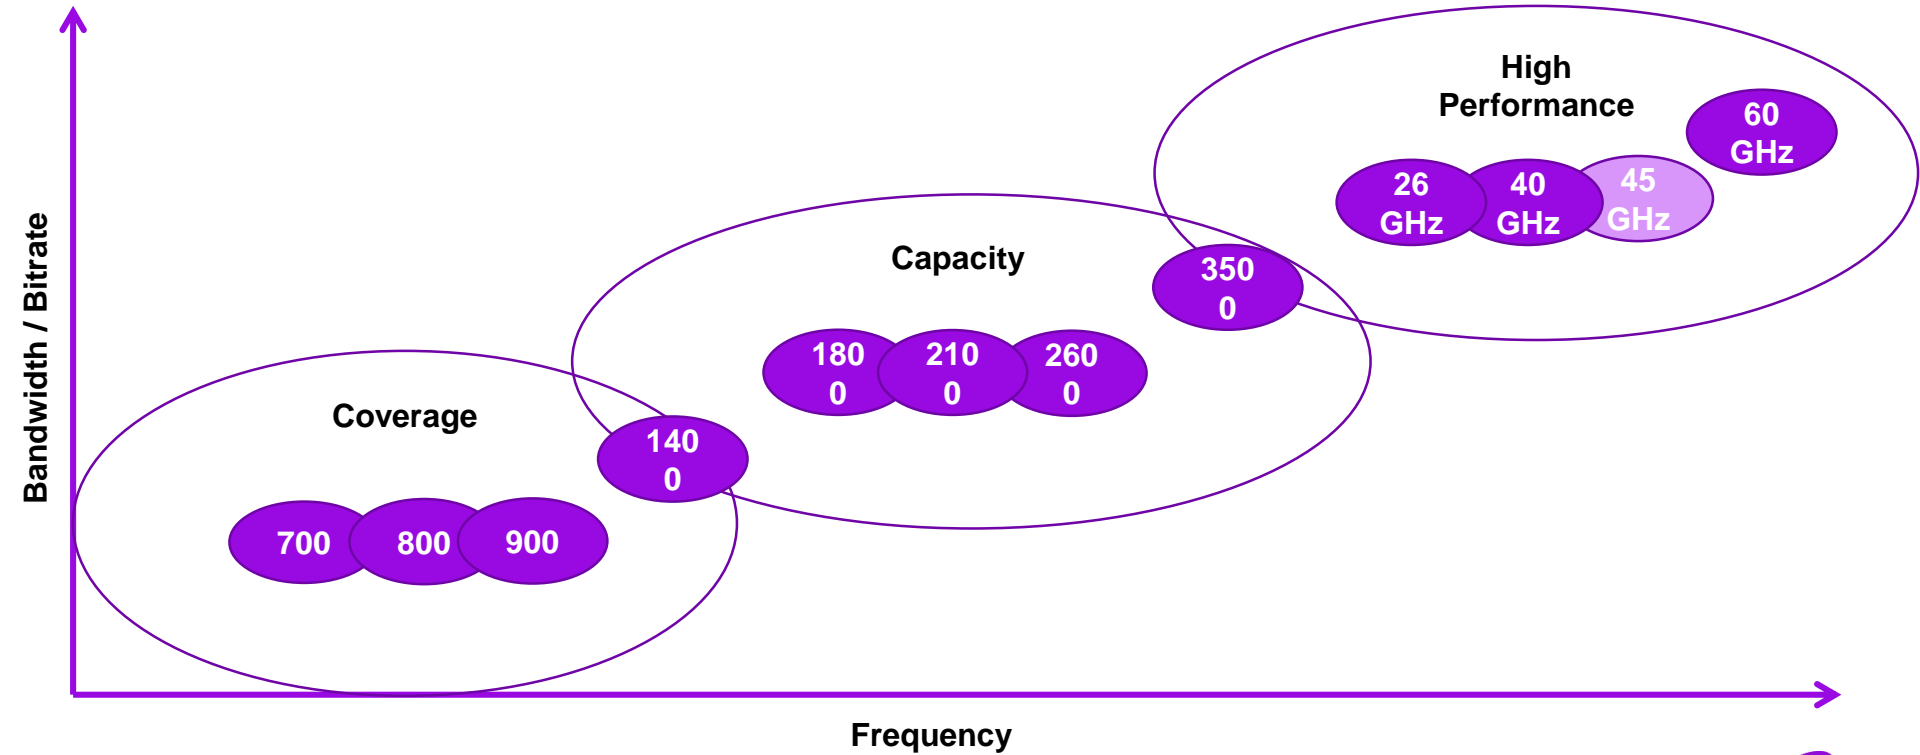 High
Performance
60
GHz
26
GHz
40
GHz
45
GHz
Capacity
350
0
180
0
210
0
260
0
Coverage
140
0
700
800
900
Bandwidth / Bitrate
Frequency